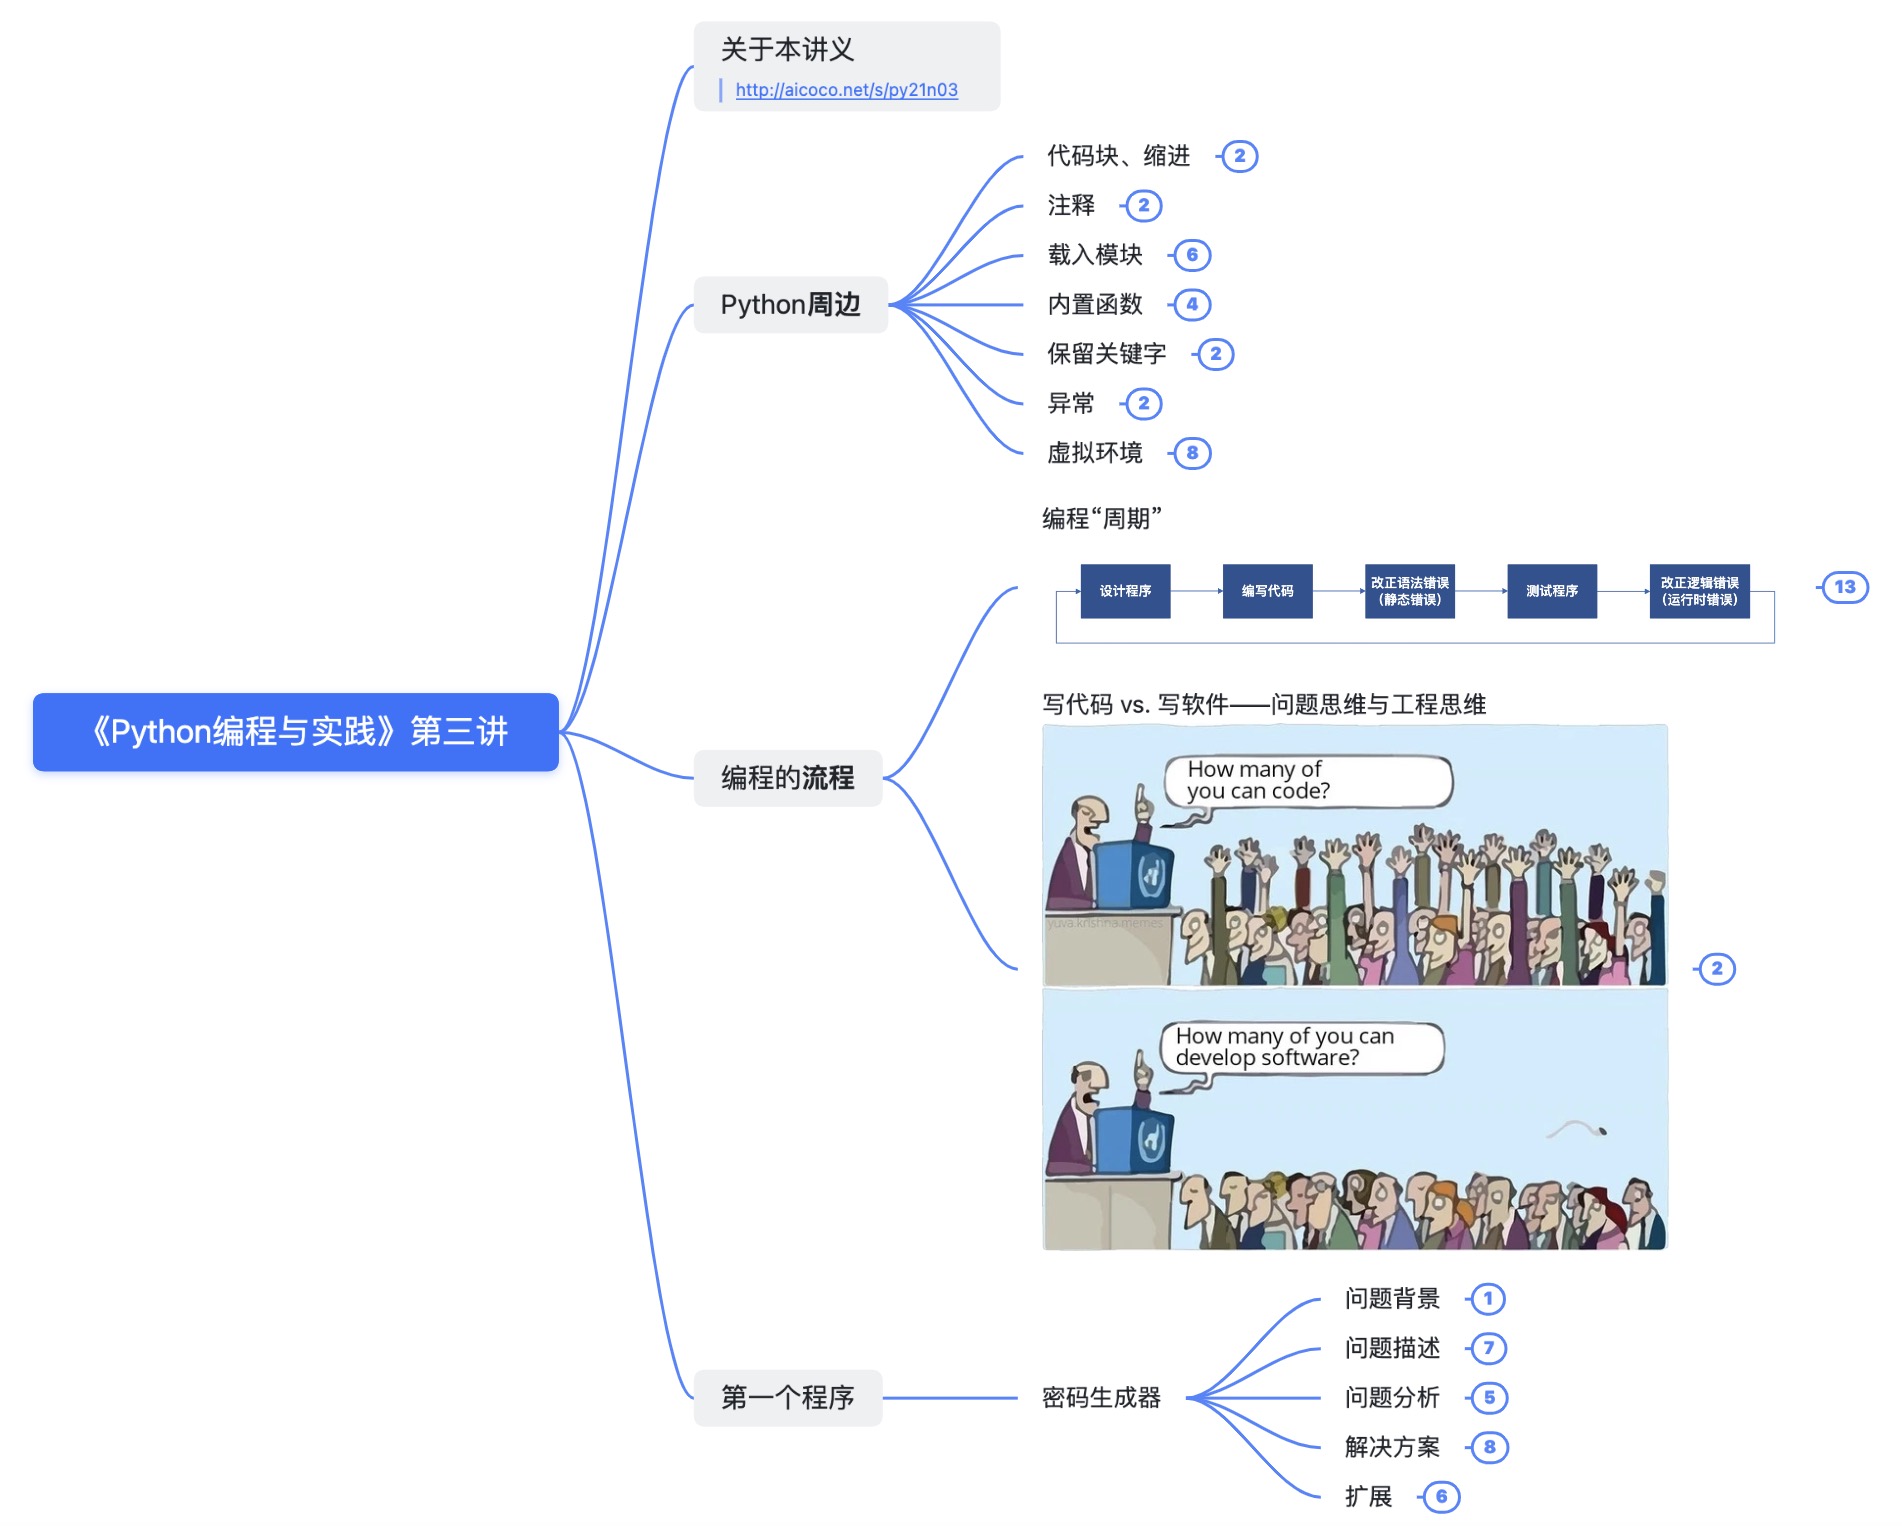 关于本讲义
http://aicoco.net/s/py21n03
代码块、缩进 2
注释 2
载入模块 6
Python周边
内置函数 4
保留关键字 2
异常 2
虚拟环境 8
编程“周期”
设计程序
编写代码
改正语法错误
（静态错误）
测试程序
改正逻辑错误
（运行时错误）
13
《Python编程与实践》第三讲
编程的流程
写代码 vs. 写软件——问题思维与工程思维
How many of
you can code?
yuva.krishna.memes
2
How many of you can
develop software?
第一个程序
密码生成器
问题背景 1
问题描述 7
问题分析 5
解决方案 8
扩展 6